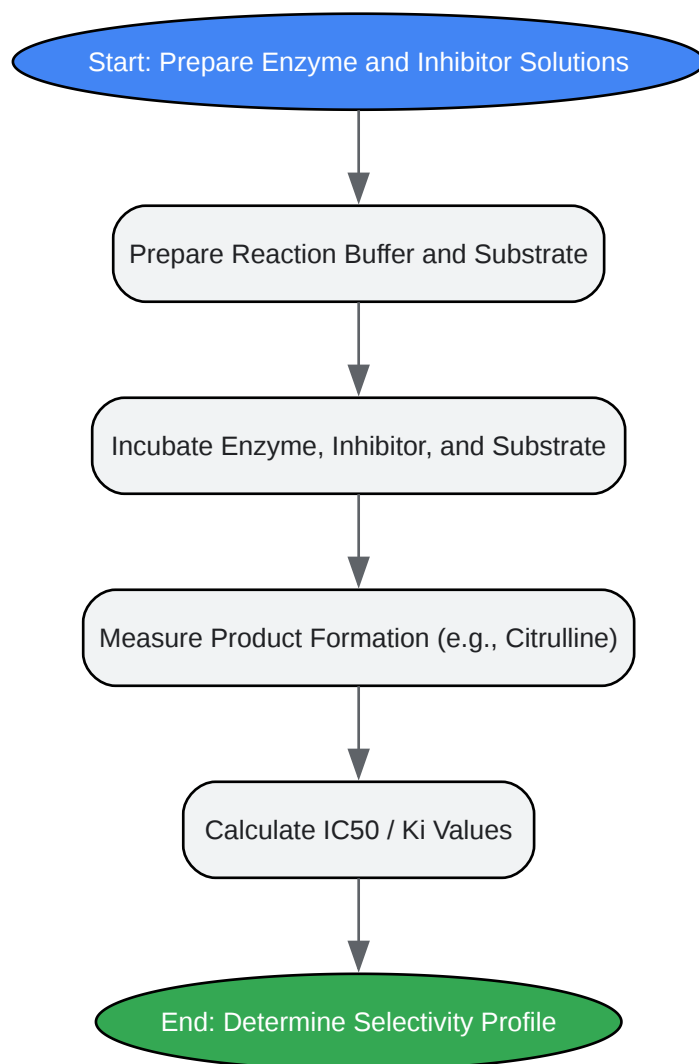 Start: Prepare Enzyme and Inhibitor Solutions
Prepare Reaction Buffer and Substrate
Incubate Enzyme, Inhibitor, and Substrate
Measure Product Formation (e.g., Citrulline)
Calculate IC50 / Ki Values
End: Determine Selectivity Profile